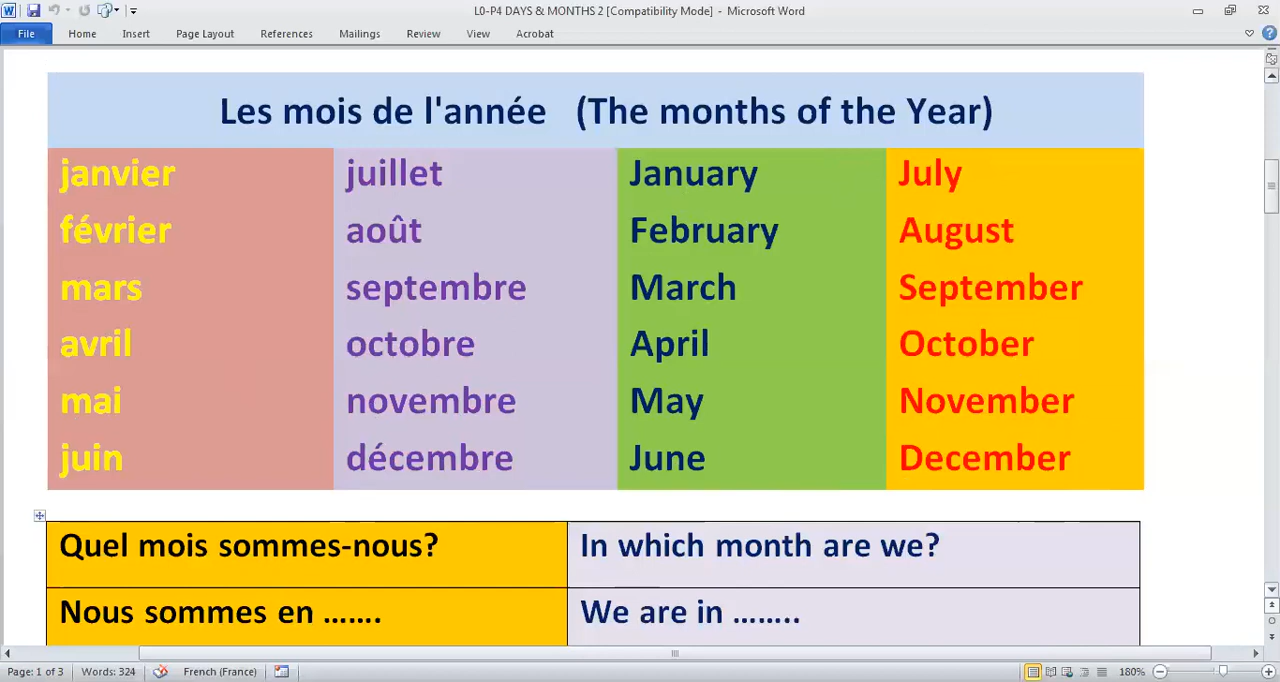 L0-P4 DAYS & MONTHS 2 [Compatibility Mode] - Microsoft Word
File Home Insert Page Layout References Mailings Review View Acrobat
Les mois de l'année (The months of the Year)
janvier juillet January July
février août February August
mars septembre March September
avril octobre April October
mai novembre May November
juin décembre June December
Quel mois sommes-nous? In which month are we?
Nous sommes en ....... We are in ........
Page: 1 of 3 Words: 324 French (France) 180%